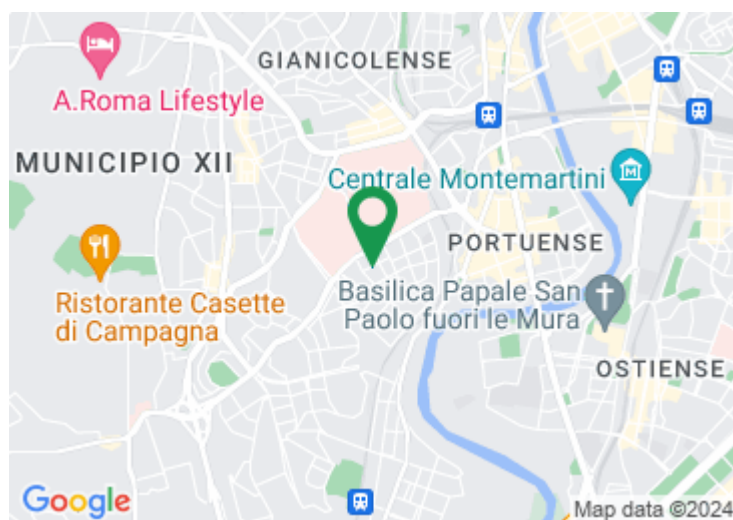 GIANICOLENSE
A.Roma Lifestyle
MUNICIPIO XII
Centrale Montemartini
M
PORTUENSE
Ristorante Casette
di Campagna
Basilica Papale San
Paolo fuori le Mura
OSTIENSE
Google
Map data ©2024